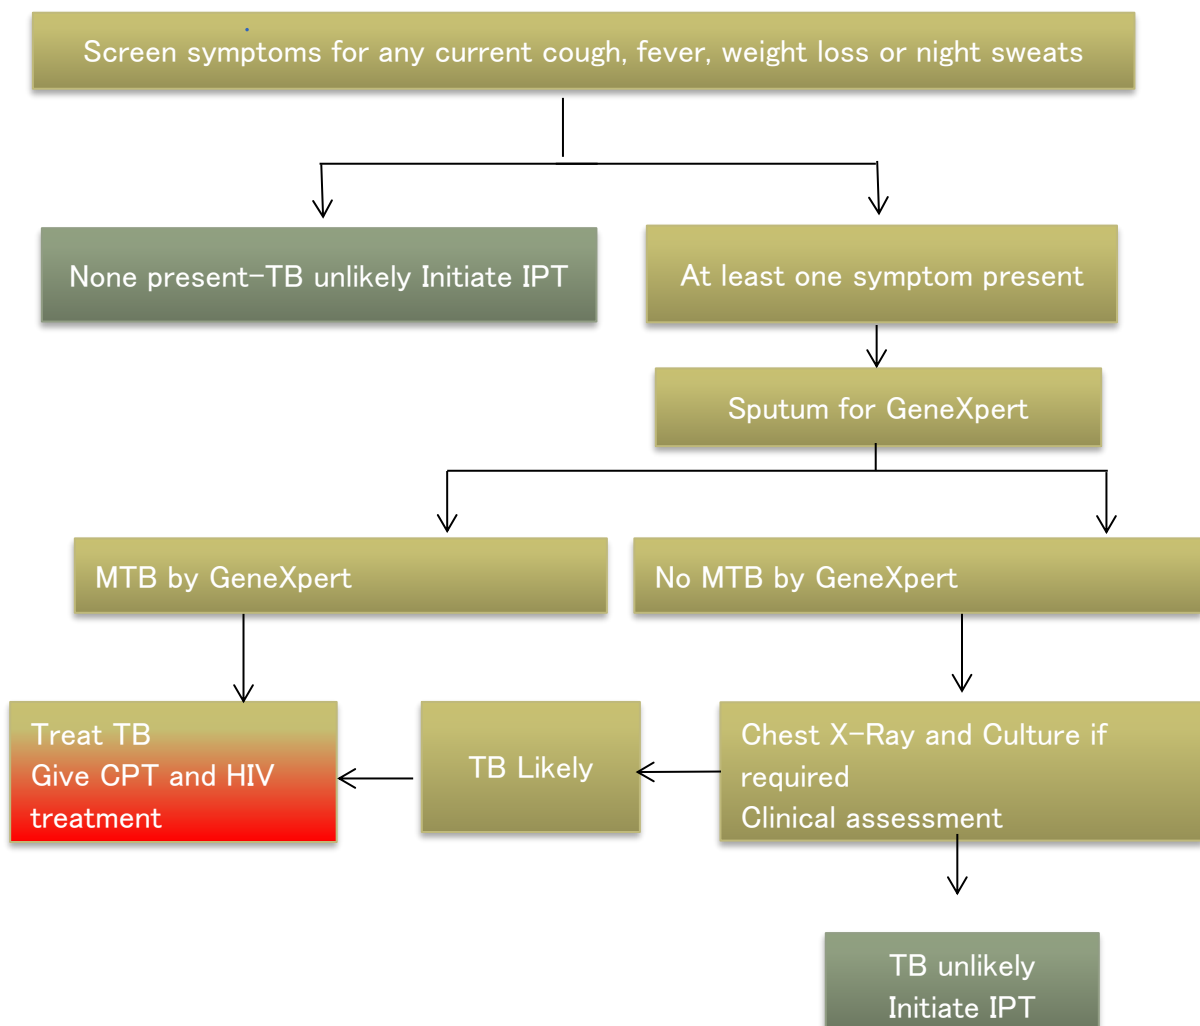 Screen symptoms for any current cough, fever, weight loss or night sweats
None present-TB unlikely Initiate IPT
At least one symptom present
Sputum for GeneXpert
MTB by GeneXpert
No MTB by GeneXpert
Treat TB
Give CPT and HIV
treatment
TB Likely
Chest X-Ray and Culture if
required
Clinical assessment
TB unlikely
Initiate IPT